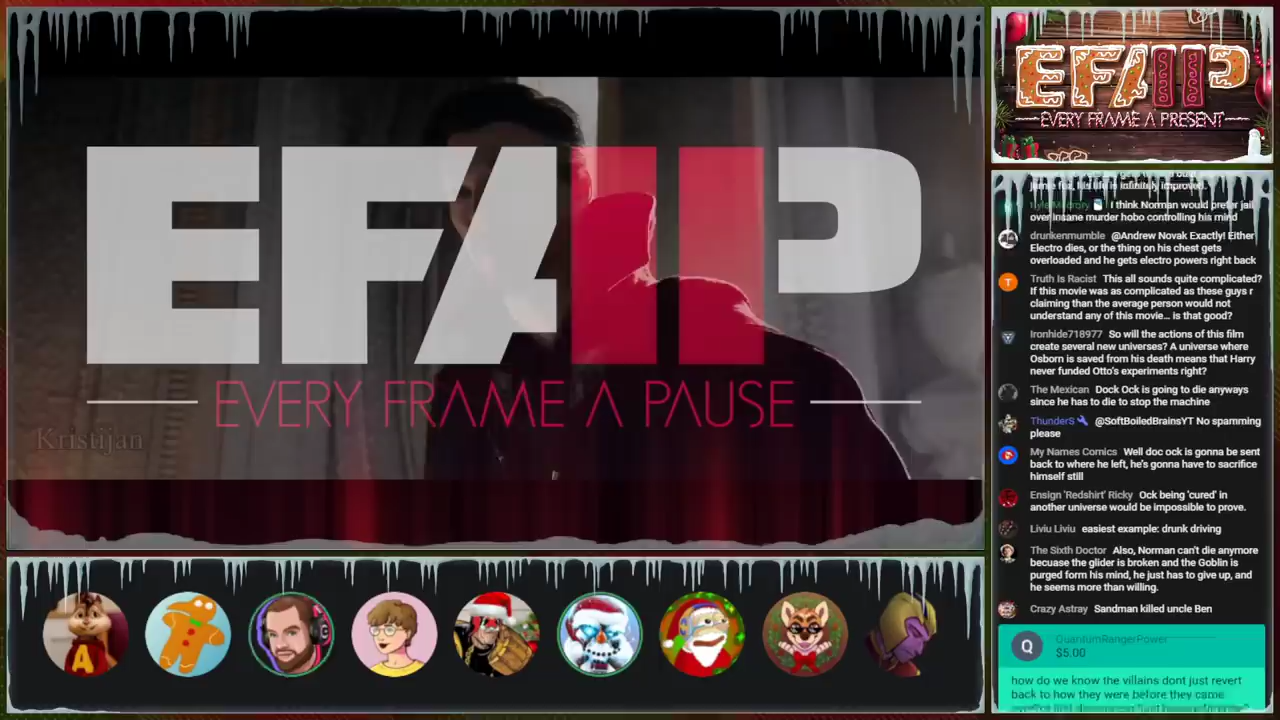 EFAIIP
EVERY FRAME A PAUSE
Kristijan
A
EFAIIP
EVERY FRAME A PRESENT
his life is infinitely improved.
I think Norman would prefer jail
over insane murder hobo controlling his mind
drunkenmumble @Andrew Novak Exactly! Either
Electro dies, or the thing on his chest gets
overloaded and he gets electro powers right back
Truth Is Racist This all sounds quite complicated?
If this movie was as complicated as these guys r
claiming than the average person would not
understand any of this movie... is that good?
Ironhide718977 So will the actions of this film
create several new universes? A universe where
Osborn is saved from his death means that Harry
never funded Otto's experiments right?
The Mexican Dock Ock is going to die anyways
since he has to die to stop the machine
ThunderS @SoftBoiledBrainsYT No spamming
please
My Names Comics Well doc ock is gonna be sent
back to where he left, he's gonna have to sacrifice
himself still
Ensign 'Redshirt' Ricky Ock being 'cured' in
another universe would be impossible to prove.
Liviu Liviu easiest example: drunk driving
The Sixth Doctor Also, Norman can't die anymore
becuase the glider is broken and the Goblin is
purged form his mind, he just has to give up, and
he seems more than willing.
Crazy Astray Sandman killed uncle Ben
Q
QuantumRangerPower
$5.00
how do we know the villains dont just revert
back to how they were before they came